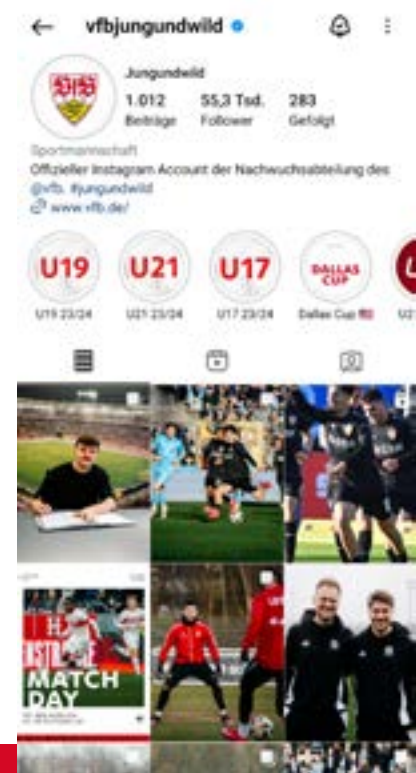 vfbjungundwild
VfB
Jungundwild
1.012 55,3 Tsd. 283
Beiträge Follower Gefolgt
Sportmannschaft
Offizieller Instagram Account der Nachwuchsabteilung des
@vfb. #jungundwild
www.vfb.de/
U19 U21 U17 DALLAS
CUP
U19 23/24 U21 23/24 U17 23/24 Dallas Cup U2
MATCH
DAY